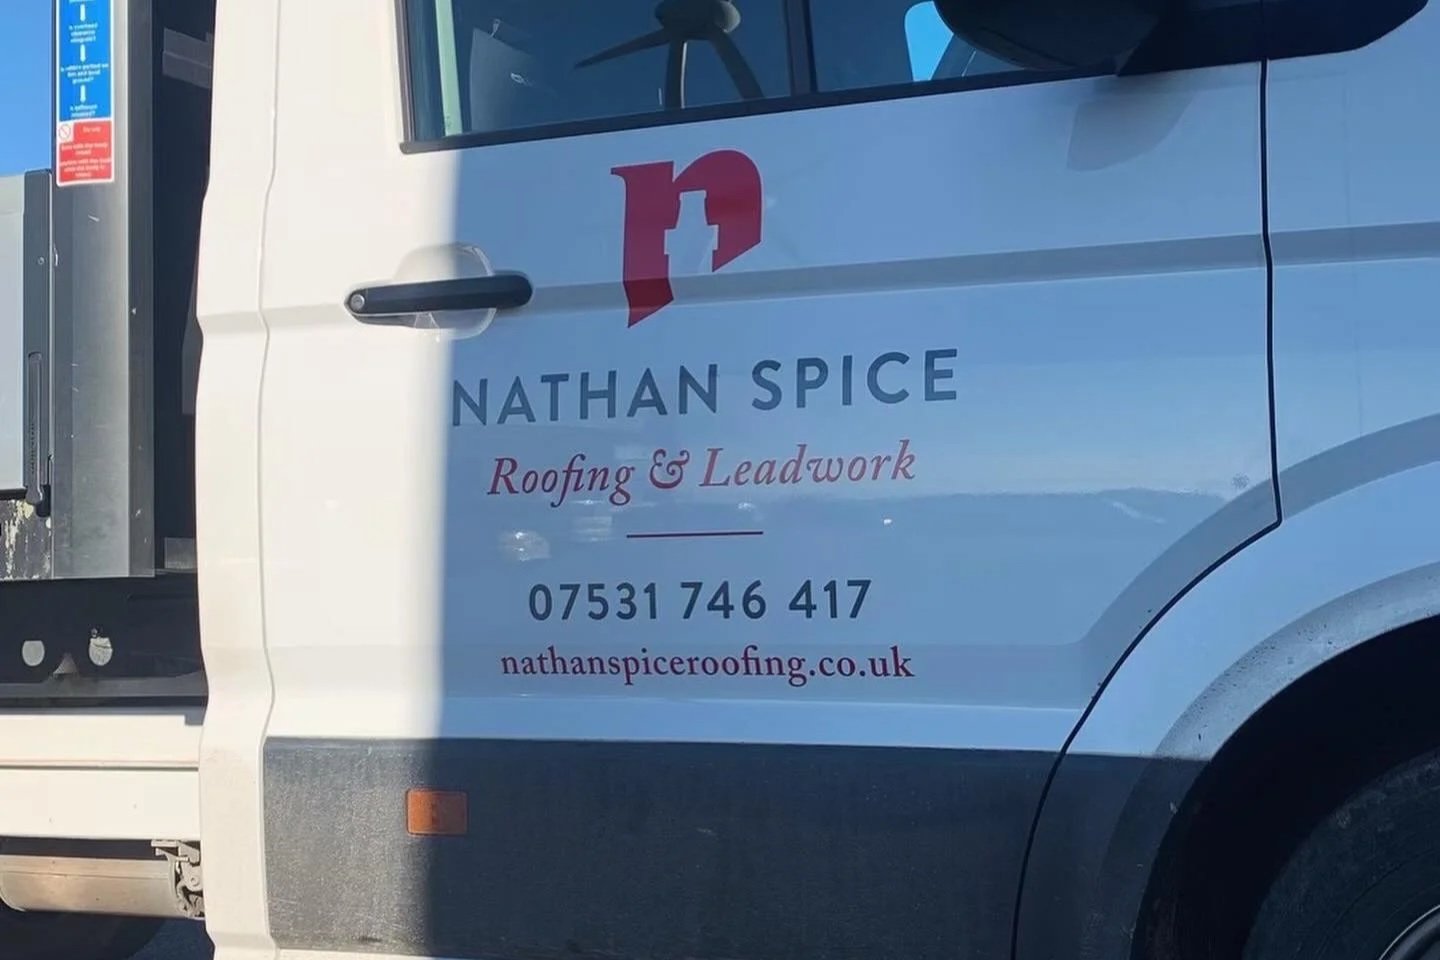 NATHAN SPICE
Roofing & Leadwork
07531 746 417
nathanspiceroofing.co.uk